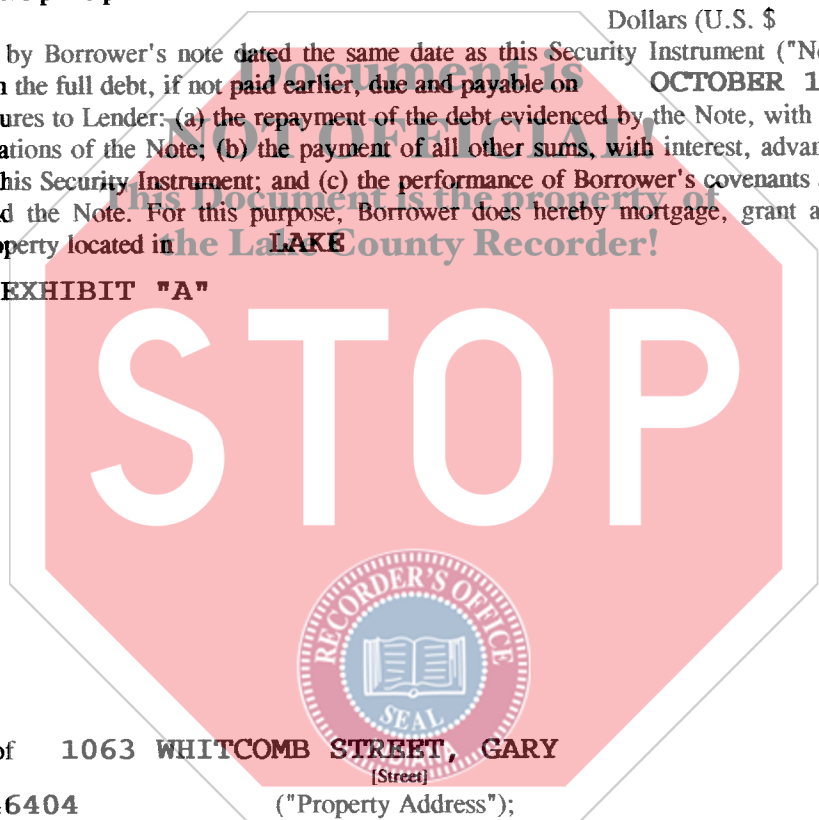 Dollars (U.S. $
by Borrower's note dated the same date as this Security Instrument ("No
Document is
the full debt, if not paid earlier, due and payable on OCTOBER 1
ures to Lender: (a) the repayment of the debt evidenced by the Note, with
NOT OFFICIAL!
ations of the Note; (b) the payment of all other sums, with interest, advan
his Security Instrument; and (c) the performance of Borrower's covenants
This Document is the property of
d the Note. For this purpose, Borrower does hereby mortgage, grant a
perty located in LAKE
the Lake County Recorder!
EXHIBIT "A"
STOP
RECORDER'S OFFICE
SEAL
INDIANA
of 1063 WHITCOMB STREET, GARY
[Street]
6404 ("Property Address");